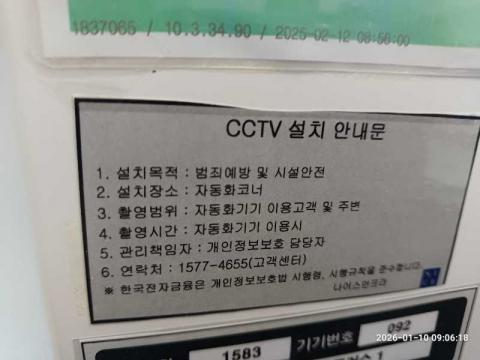 1837065 / 10.3.34.90 / 2025-02-12 08:56:00
CCTV 설치 안내문
1. 설치목적 : 범죄예방 및 시설안전
2. 설치장소 : 자동화코너
3. 촬영범위 : 자동화기기 이용고객 및 주변
4. 촬영시간 : 자동화기기 이용시
5. 관리책임자 : 개인정보보호 담당자
6. 연락처 : 1577-4655(고객센터)
※ 한국전자금융은 개인정보보호법 시행령, 시행규칙을 준수합니다.
나이스핀크라
1583 기기번호 092
2026-01-10 09:06:18